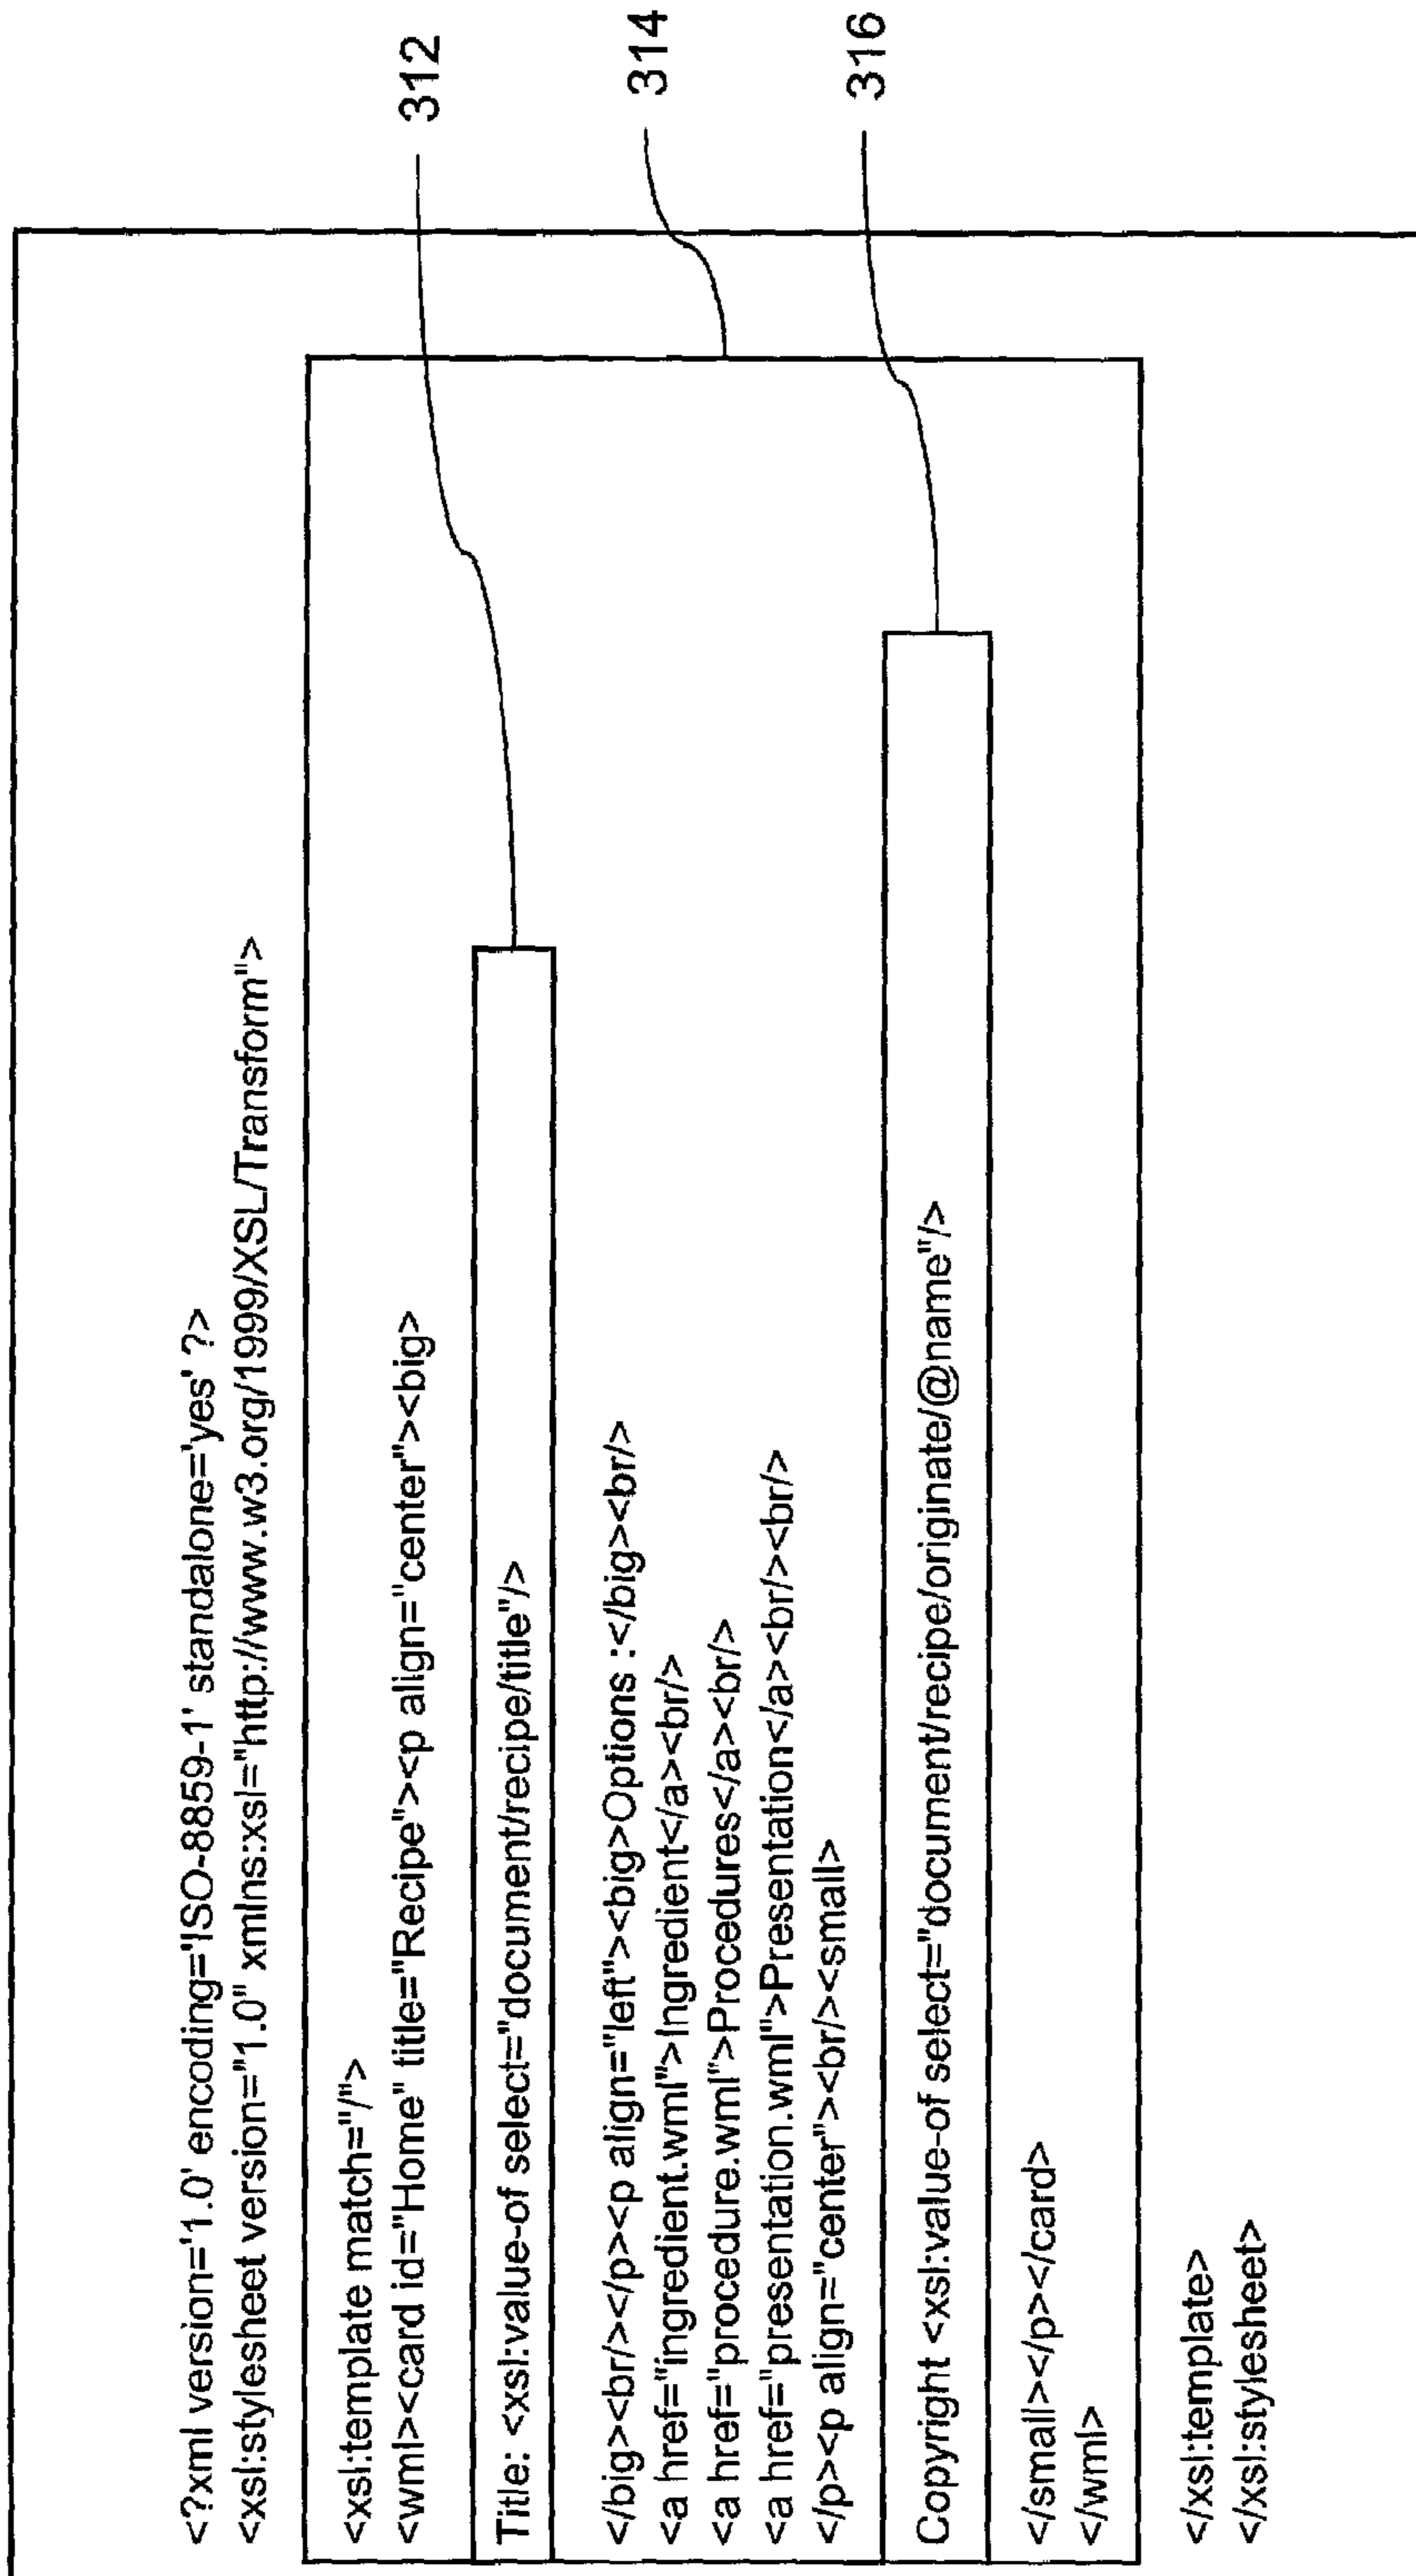 <?xml version='1.0' encoding='ISO-8859-1' standalone='yes' ?>
<xsl:stylesheet version="1.0" xmlns:xsl="http://www.w3.org/1999/XSL/Transform">
<xsl:template match="/">
<wml><card id="Home" title="Recipe"><p align="center"><big>
Title: <xsl:value-of select="document/recipe/title"/>
</big><br/></p><p align="left"><big>Options :</big><br/>
<a href="ingredient.wml">Ingredient</a><br/>
<a href="procedure.wml">Procedures</a><br/>
<a href="presentation.wml">Presentation</a><br/><br/>
</p><p align="center"><br/><small>
Copyright <xsl:value-of select="document/recipe/originate/@name"/>
</small></p></card>
</wml>
</xsl:template>
</xsl:stylesheet>
312
314
316